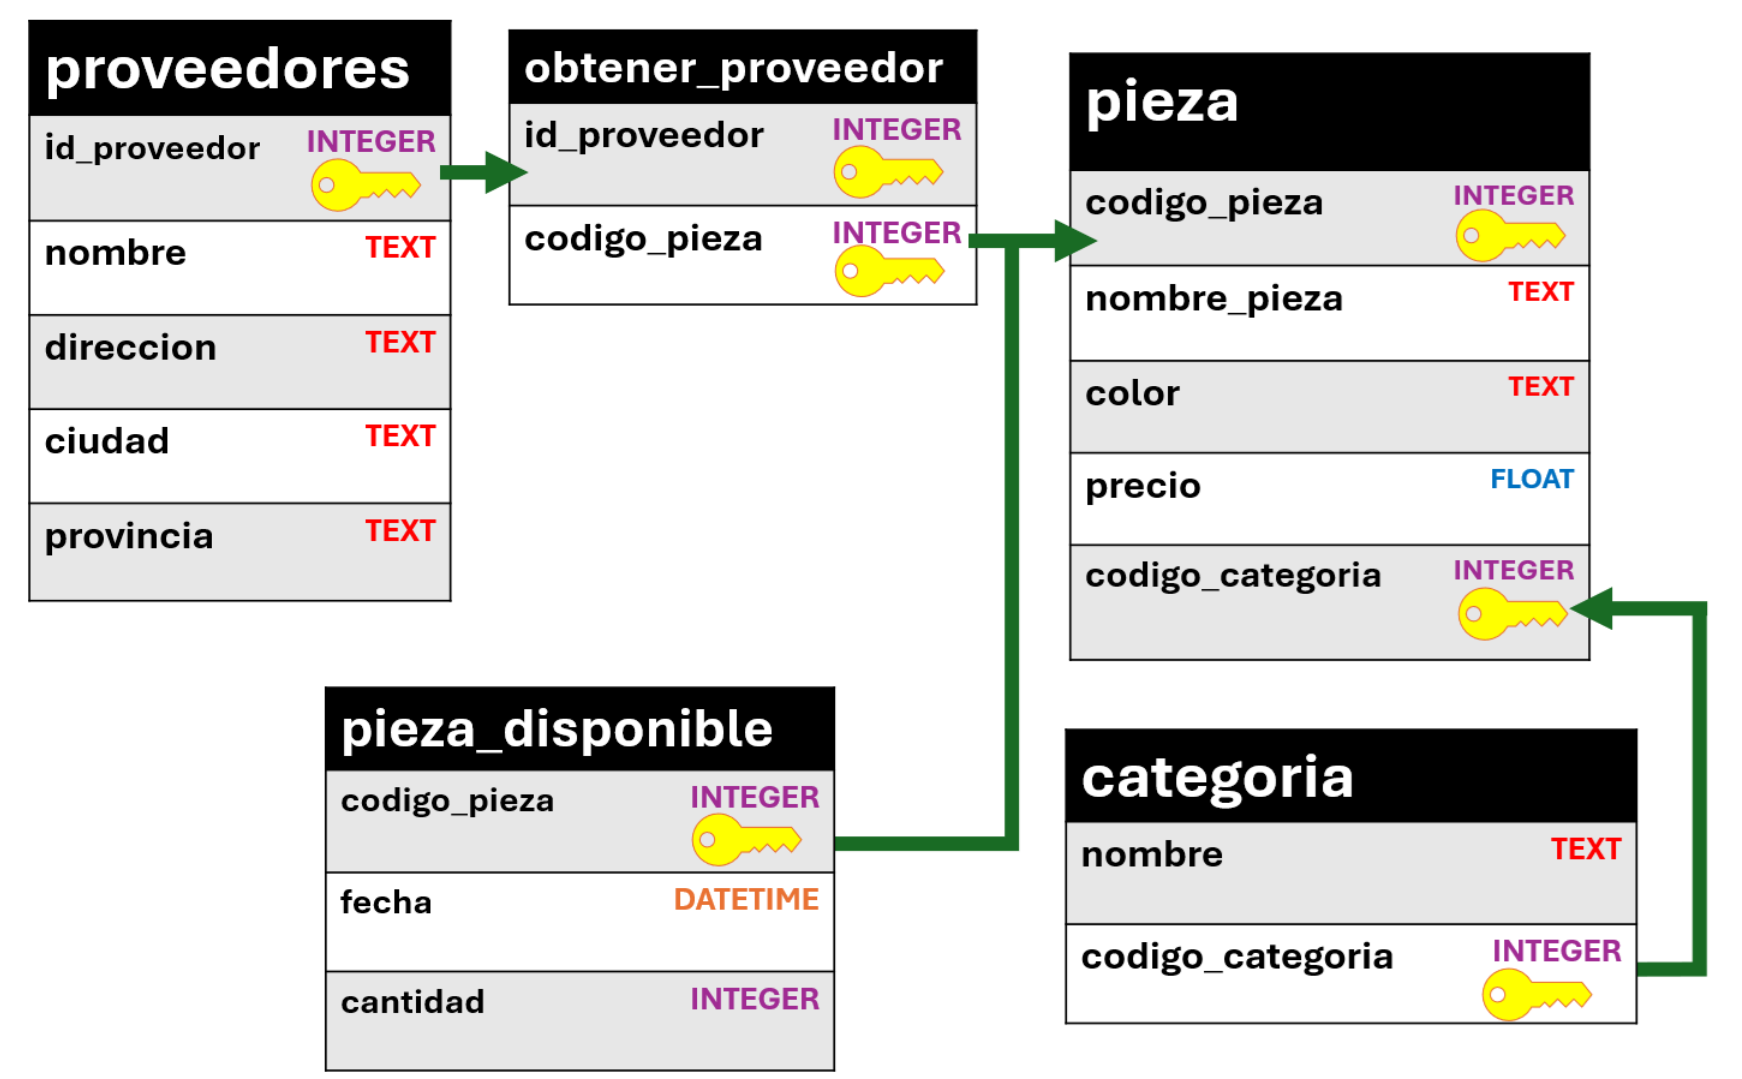 proveedores
id_proveedor INTEGER
nombre TEXT
direccion TEXT
ciudad TEXT
provincia TEXT
obtener_proveedor
id_proveedor INTEGER
codigo_pieza INTEGER
pieza
codigo_pieza INTEGER
nombre_pieza TEXT
color TEXT
precio FLOAT
codigo_categoria INTEGER
pieza_disponible
codigo_pieza INTEGER
fecha DATETIME
cantidad INTEGER
categoria
nombre TEXT
codigo_categoria INTEGER